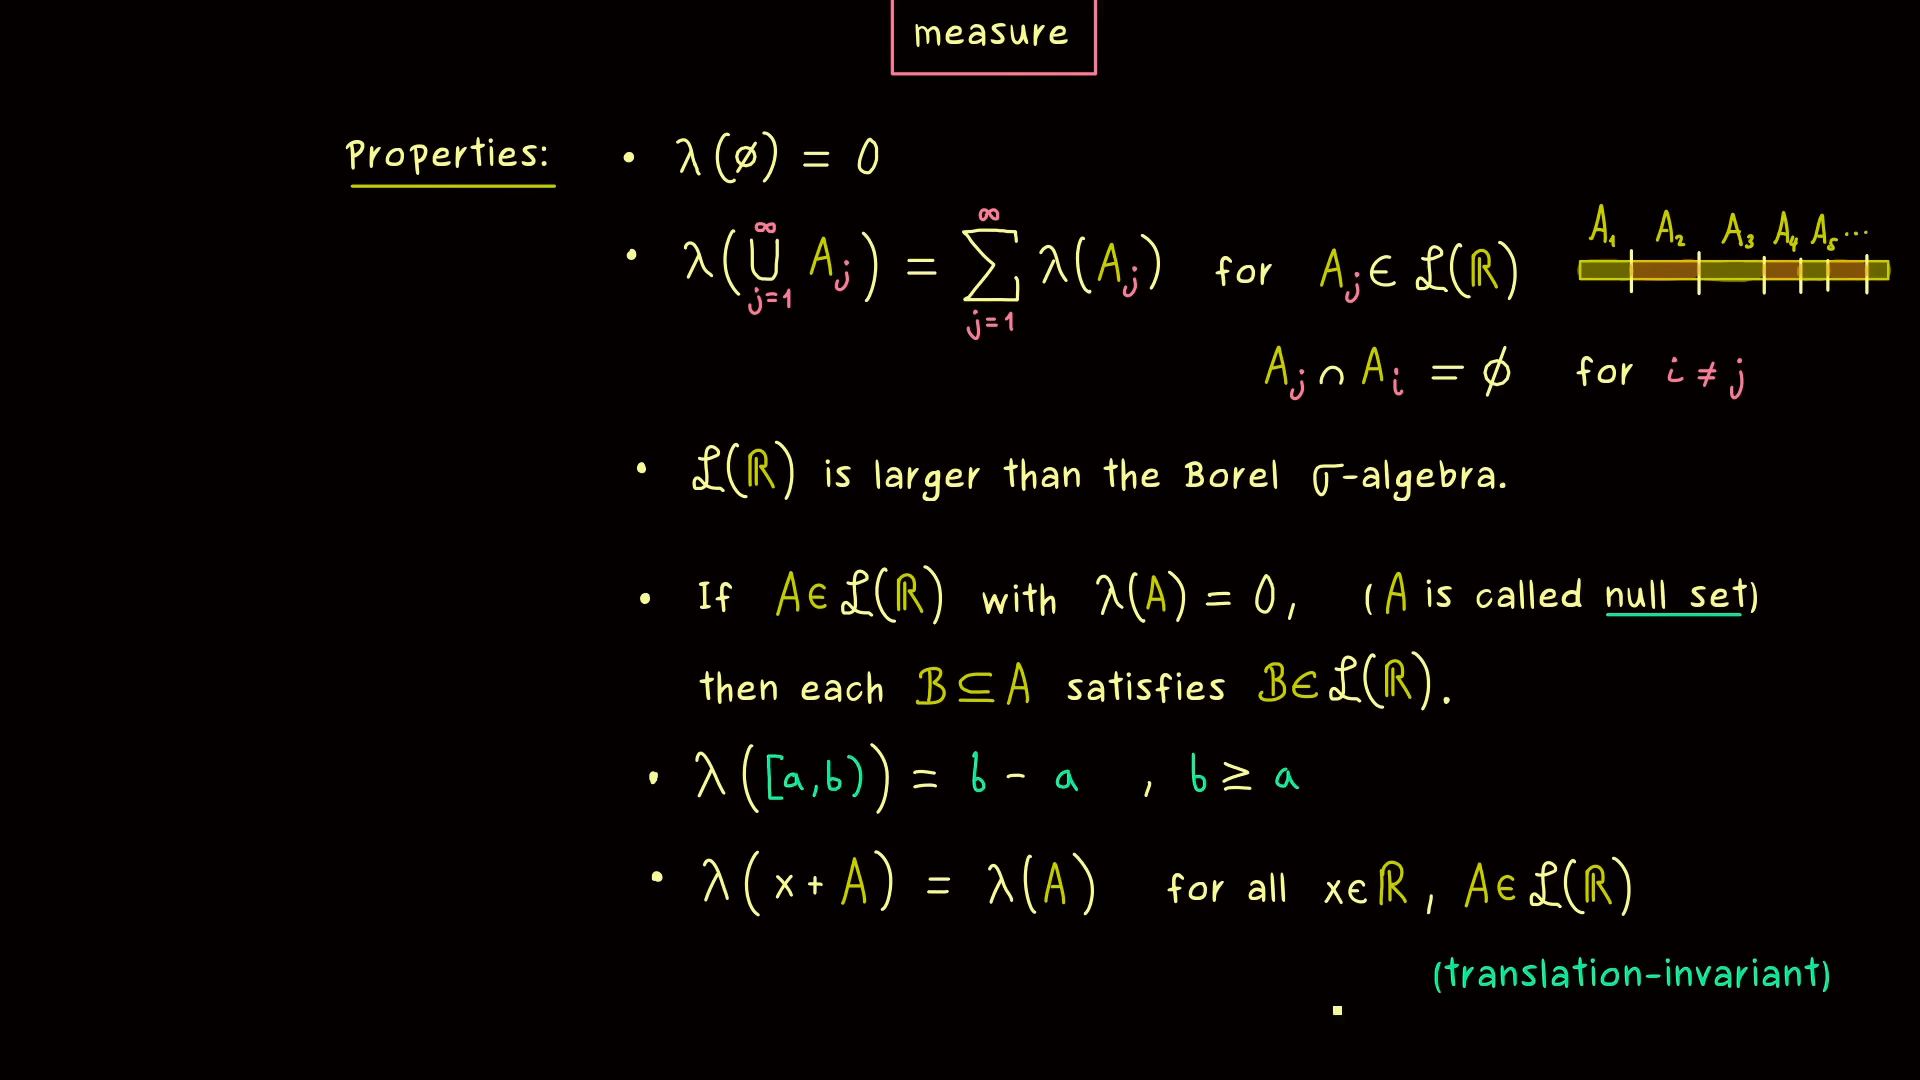 measure
Properties: • λ(∅) = 0
• λ(⋃_{j=1}^{∞} A_j) = ∑_{j=1}^{∞} λ(A_j) for A_j ∈ ℒ(ℝ)
A₁ A₂ A₃ A₄ A₅ ...
A_j ∩ A_i = ∅ for i ≠ j
• ℒ(ℝ) is larger than the Borel σ-algebra.
• If A ∈ ℒ(ℝ) with λ(A) = 0, (A is called null set)
then each B ⊆ A satisfies B ∈ ℒ(ℝ).
• λ([a,b)) = b - a , b ≥ a
• λ(x + A) = λ(A) for all x ∈ ℝ, A ∈ ℒ(ℝ)
(translation-invariant)